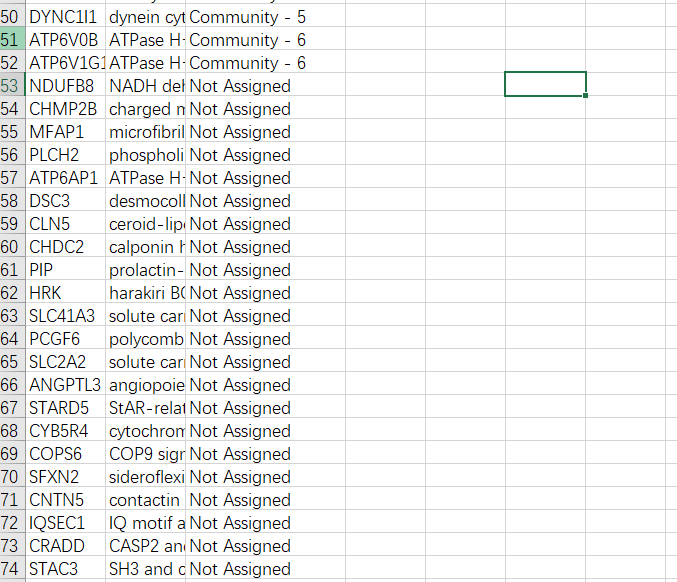 50 DYNC1I1 dynein cyt Community - 5
51 ATP6V0B ATPase H+ Community - 6
52 ATP6V1G1 ATPase H+ Community - 6
53 NDUFB8 NADH deh Not Assigned
54 CHMP2B charged m Not Assigned
55 MFAP1 microfibril Not Assigned
56 PLCH2 phospholi Not Assigned
57 ATP6AP1 ATPase H+ Not Assigned
58 DSC3 desmocoll Not Assigned
59 CLN5 ceroid-lip Not Assigned
60 CHDC2 calponin h Not Assigned
61 PIP prolactin- Not Assigned
62 HRK harakiri BC Not Assigned
63 SLC41A3 solute carr Not Assigned
64 PCGF6 polycomb Not Assigned
65 SLC2A2 solute carr Not Assigned
66 ANGPTL3 angiopoie Not Assigned
67 STARD5 StAR-relat Not Assigned
68 CYB5R4 cytochrom Not Assigned
69 COPS6 COP9 sign Not Assigned
70 SFXN2 sideroflexi Not Assigned
71 CNTN5 contactin Not Assigned
72 IQSEC1 IQ motif a Not Assigned
73 CRADD CASP2 an Not Assigned
74 STAC3 SH3 and c Not Assigned